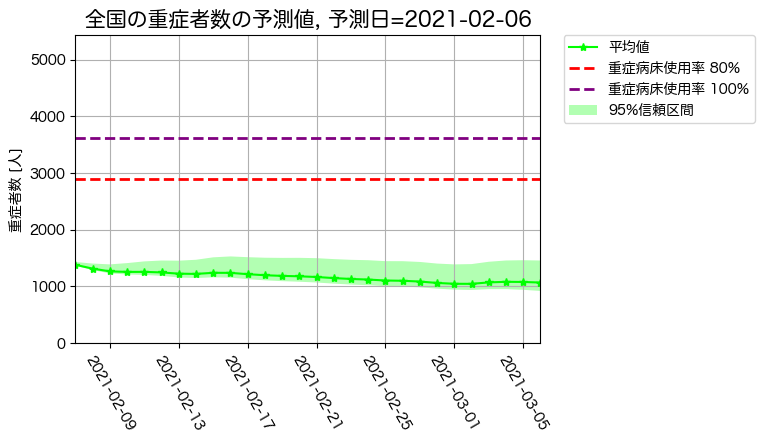 全国の重症者数の予測値, 予測日=2021-02-06
平均値
重症病床使用率 80%
重症病床使用率 100%
95%信頼区間
重症者数 [人]
5000
4000
3000
2000
1000
0
2021-02-09
2021-02-13
2021-02-17
2021-02-21
2021-02-25
2021-03-01
2021-03-05